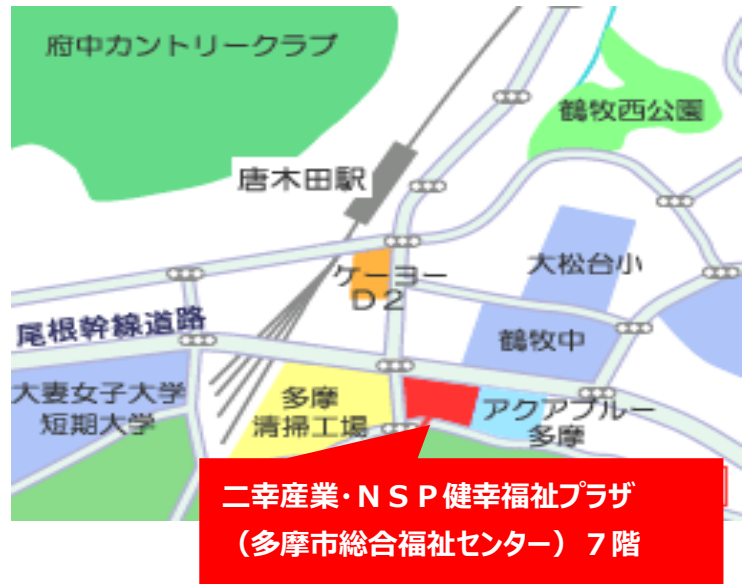 府中カントリークラブ
鶴牧西公園
唐木田駅
大松台小
ケーヨー
D2
尾根幹線道路
鶴牧中
大妻女子大学
短期大学
多摩
清掃工場
アクアブルー
多摩
二幸産業・NSP健幸福祉プラザ
（多摩市総合福祉センター）7階